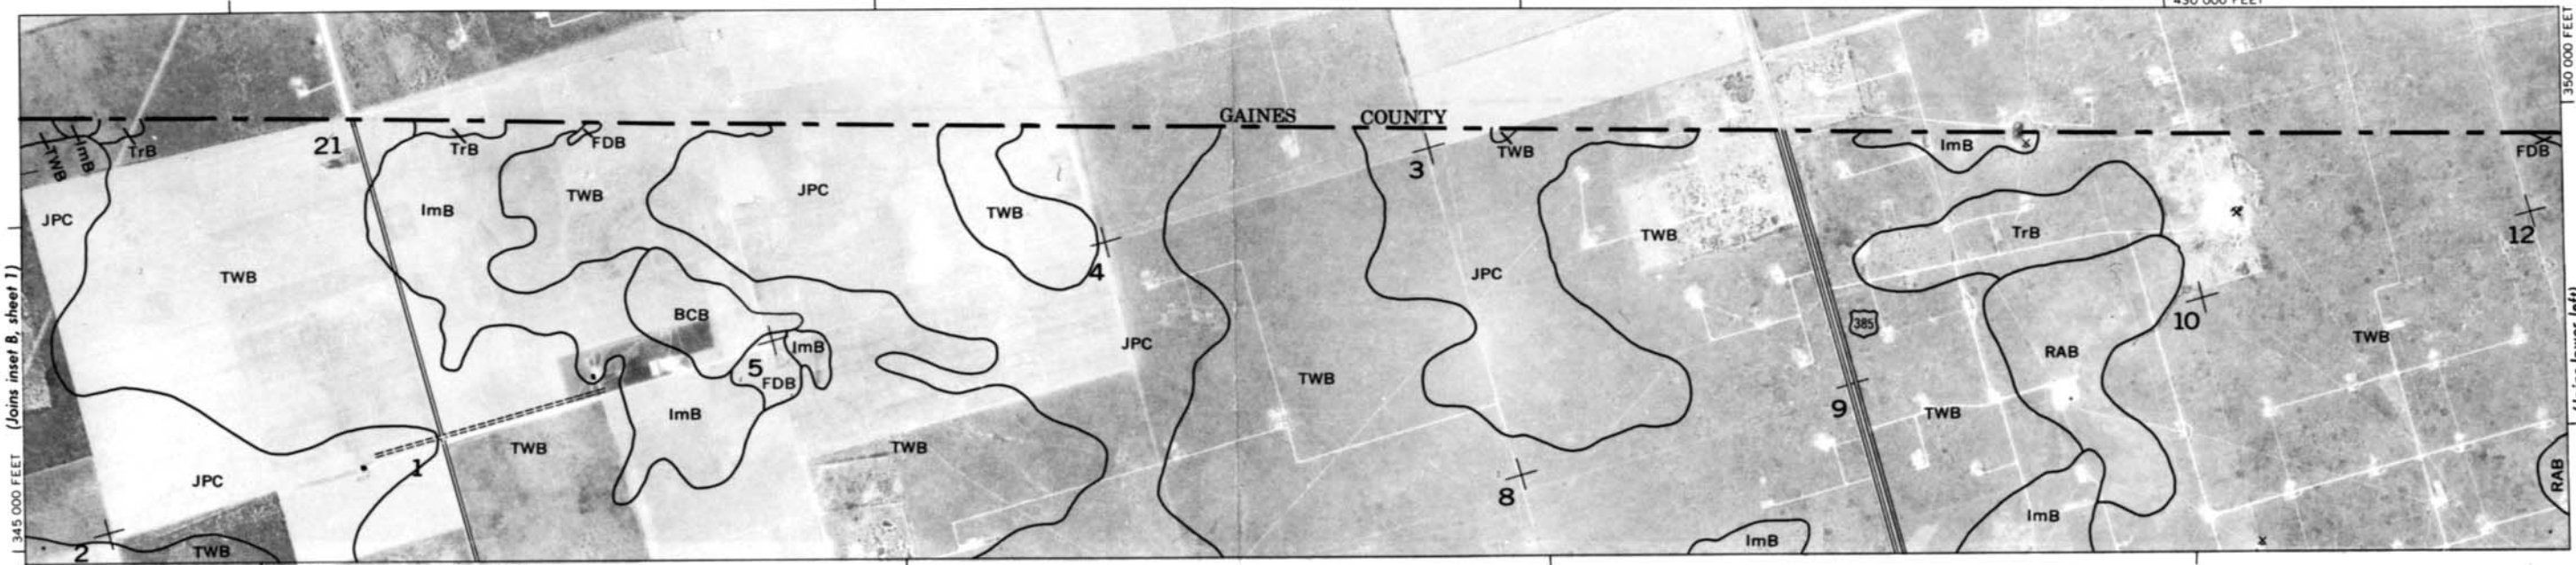 450 000 FEET
350 000 FEET
GAINES COUNTY
21
TWB
ImB
TrB
TrB
FDB
3
TWB
ImB
FDB
JPC
ImB
TWB
JPC
TWB
TWB
TrB
12
TWB
4
JPC
10
BCB
385
TWB
JPC
RAB
5
ImB
FDB
TWB
9
TWB
ImB
TWB
TWB
1
JPC
8
RAB
2
TWB
ImB
ImB
(Joins inset B, sheet 1)
345 000 FEET